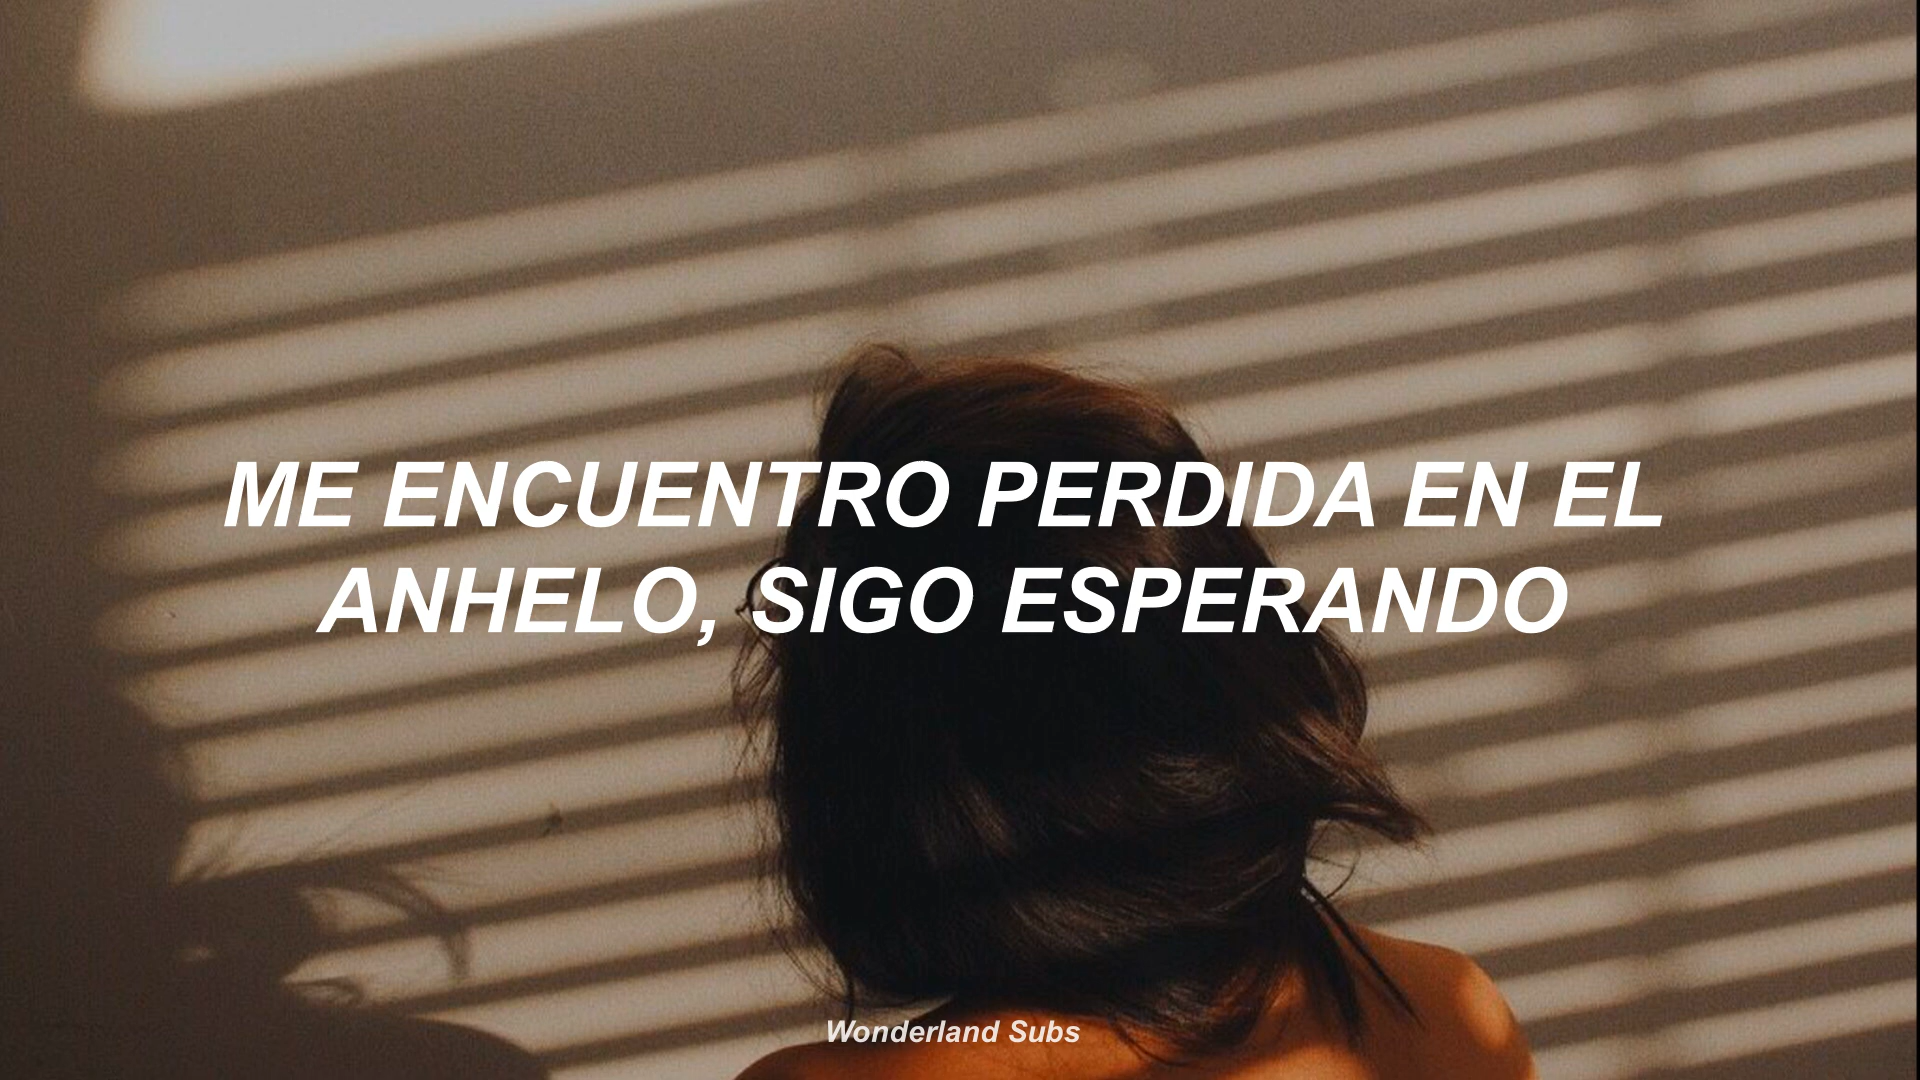 ME ENCUENTRO PERDIDA EN EL
ANHELO, SIGO ESPERANDO
Wonderland Subs